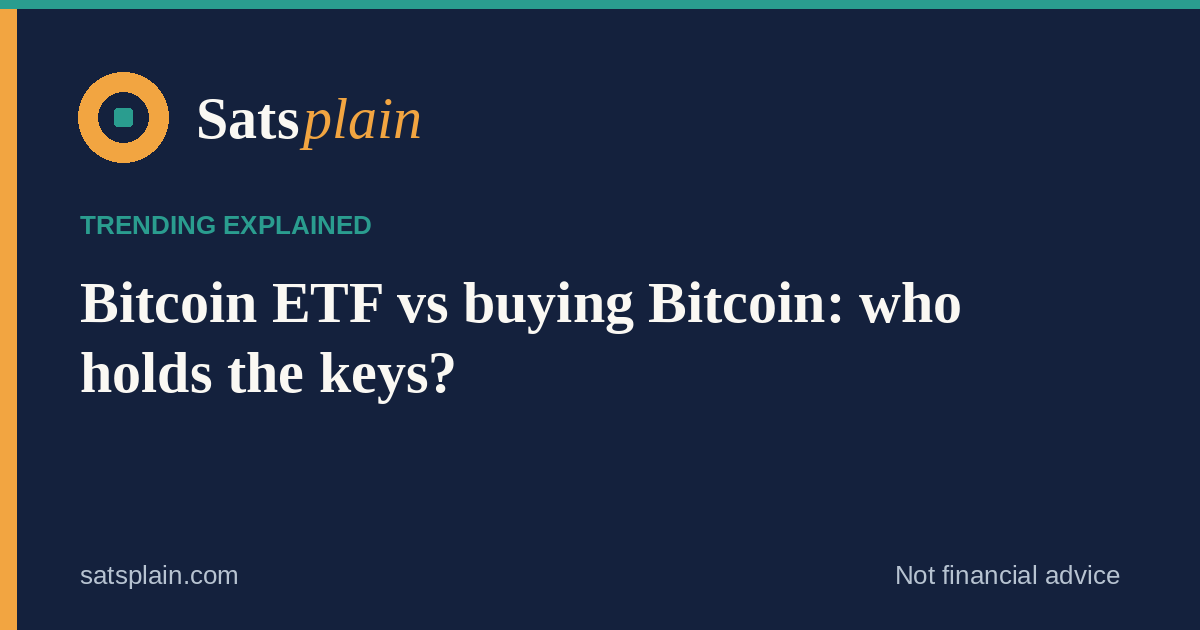 Satsplain
TRENDING EXPLAINED
Bitcoin ETF vs buying Bitcoin: who
holds the keys?
satsplain.com
Not financial advice